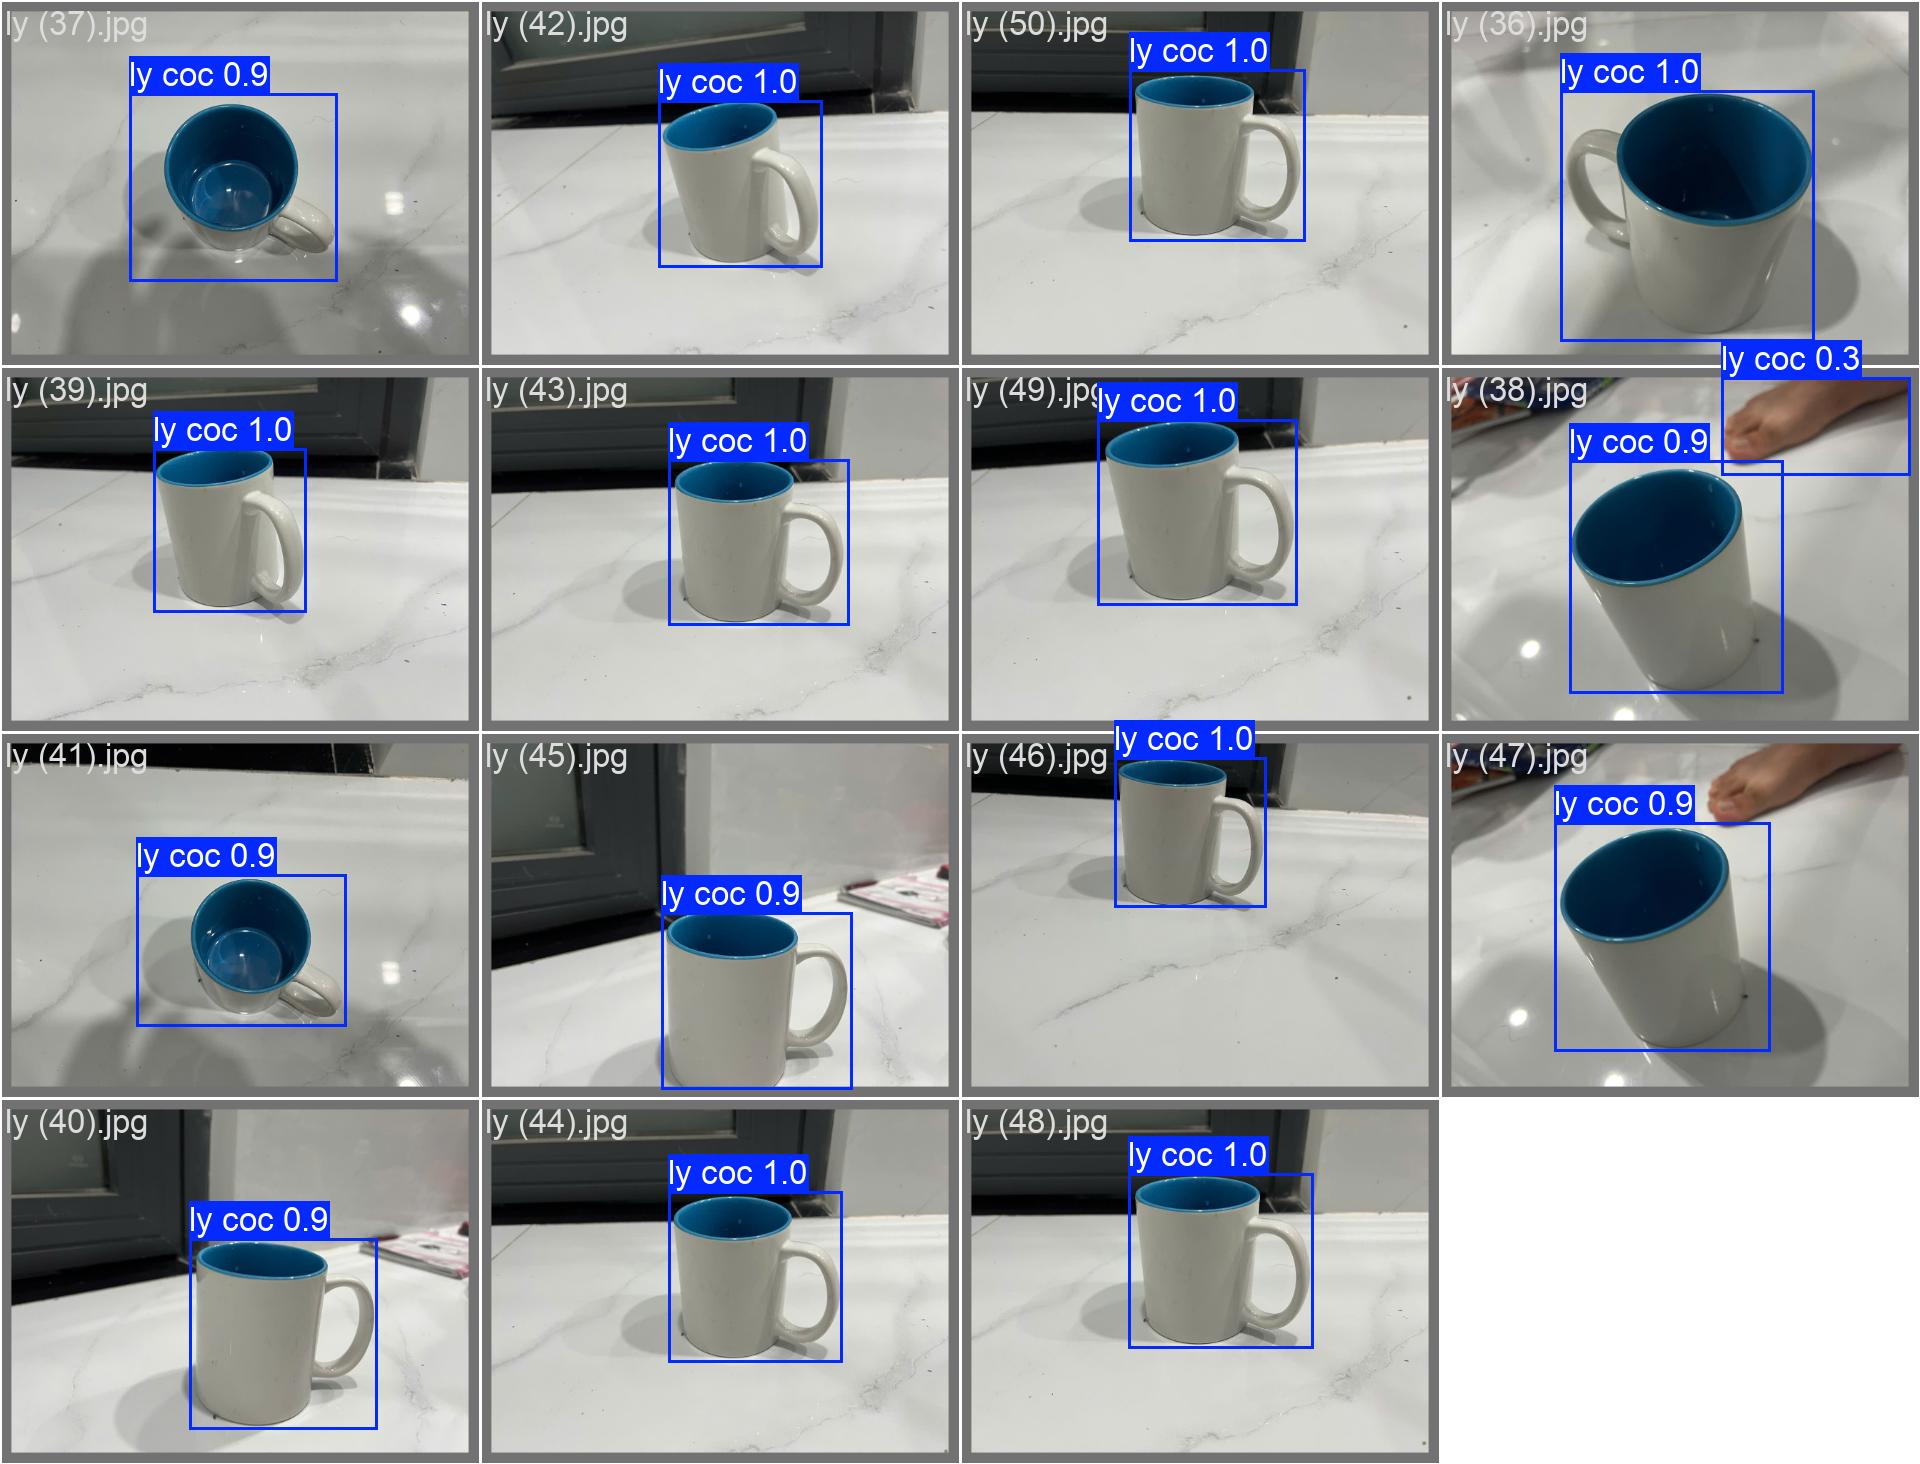 ly (37).jpg
ly coc 0.9
ly (42).jpg
ly coc 1.0
ly (50).jpg
ly coc 1.0
ly (36).jpg
ly coc 1.0
ly (39).jpg
ly coc 1.0
ly (43).jpg
ly coc 1.0
ly (49).jpg
ly coc 1.0
ly (38).jpg
ly coc 0.3
ly coc 0.9
ly (41).jpg
ly coc 0.9
ly (45).jpg
ly coc 0.9
ly (46).jpg
ly coc 1.0
ly (47).jpg
ly coc 0.9
ly (40).jpg
ly coc 0.9
ly (44).jpg
ly coc 1.0
ly (48).jpg
ly coc 1.0